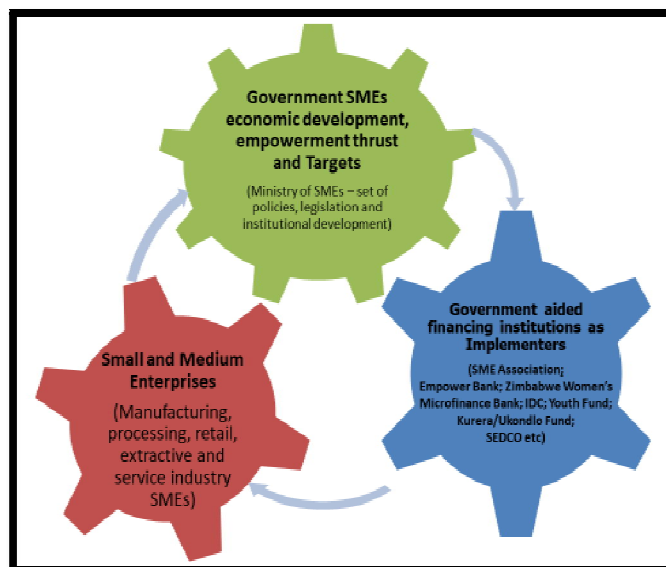 Government SMEs
economic development,
empowerment thrust
and Targets
(Ministry of SMEs – set of
policies, legislation and
institutional development)
Government aided
financing institutions as
Implementers
(SME Association;
Empower Bank; Zimbabwe Women's
Microfinance Bank; IDC; Youth Fund;
Kurera/Ukondlo Fund;
SEDCO etc)
Small and Medium
Enterprises
(Manufacturing,
processing, retail,
extractive and
service industry
SMEs)